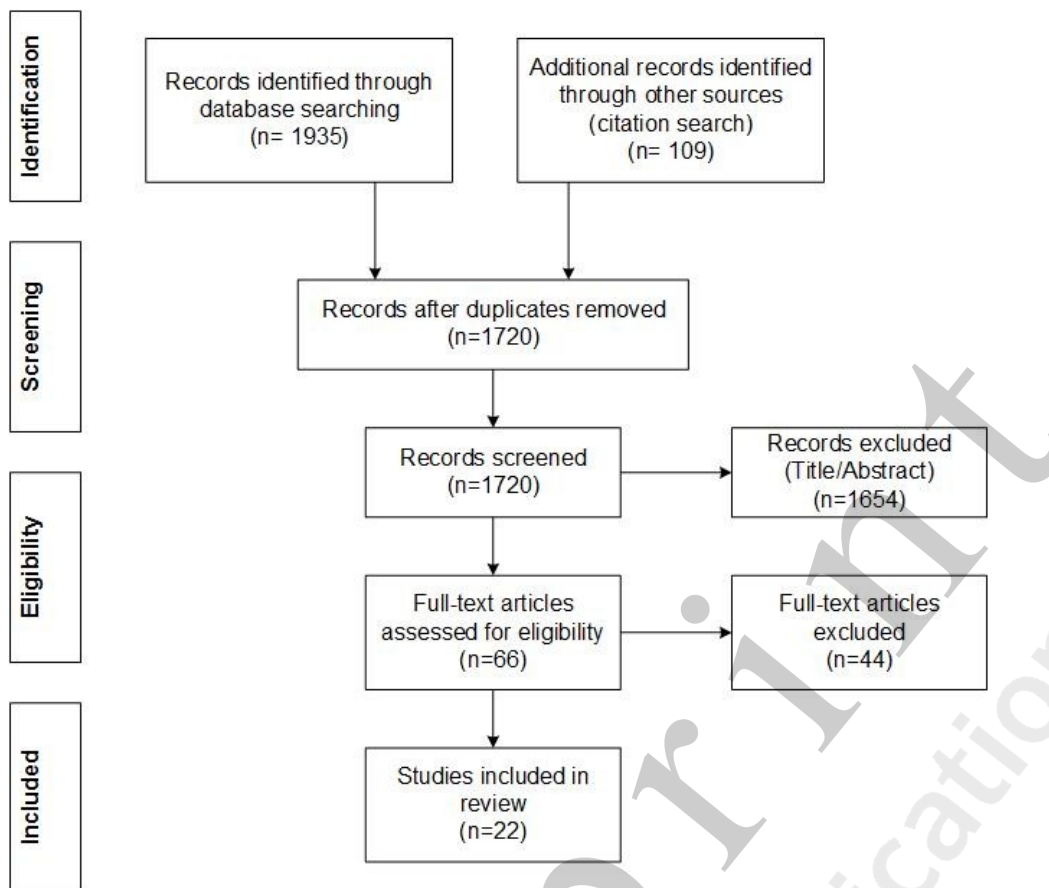 Identification
Records identified through
database searching
(n= 1935)
Additional records identified
through other sources
(citation search)
(n= 109)
Screening
Records after duplicates removed
(n=1720)
Records screened
(n=1720)
Records excluded
(Title/Abstract)
(n=1654)
Eligibility
Full-text articles
assessed for eligibility
(n=66)
Full-text articles
excluded
(n=44)
Included
Studies included in
review
(n=22)